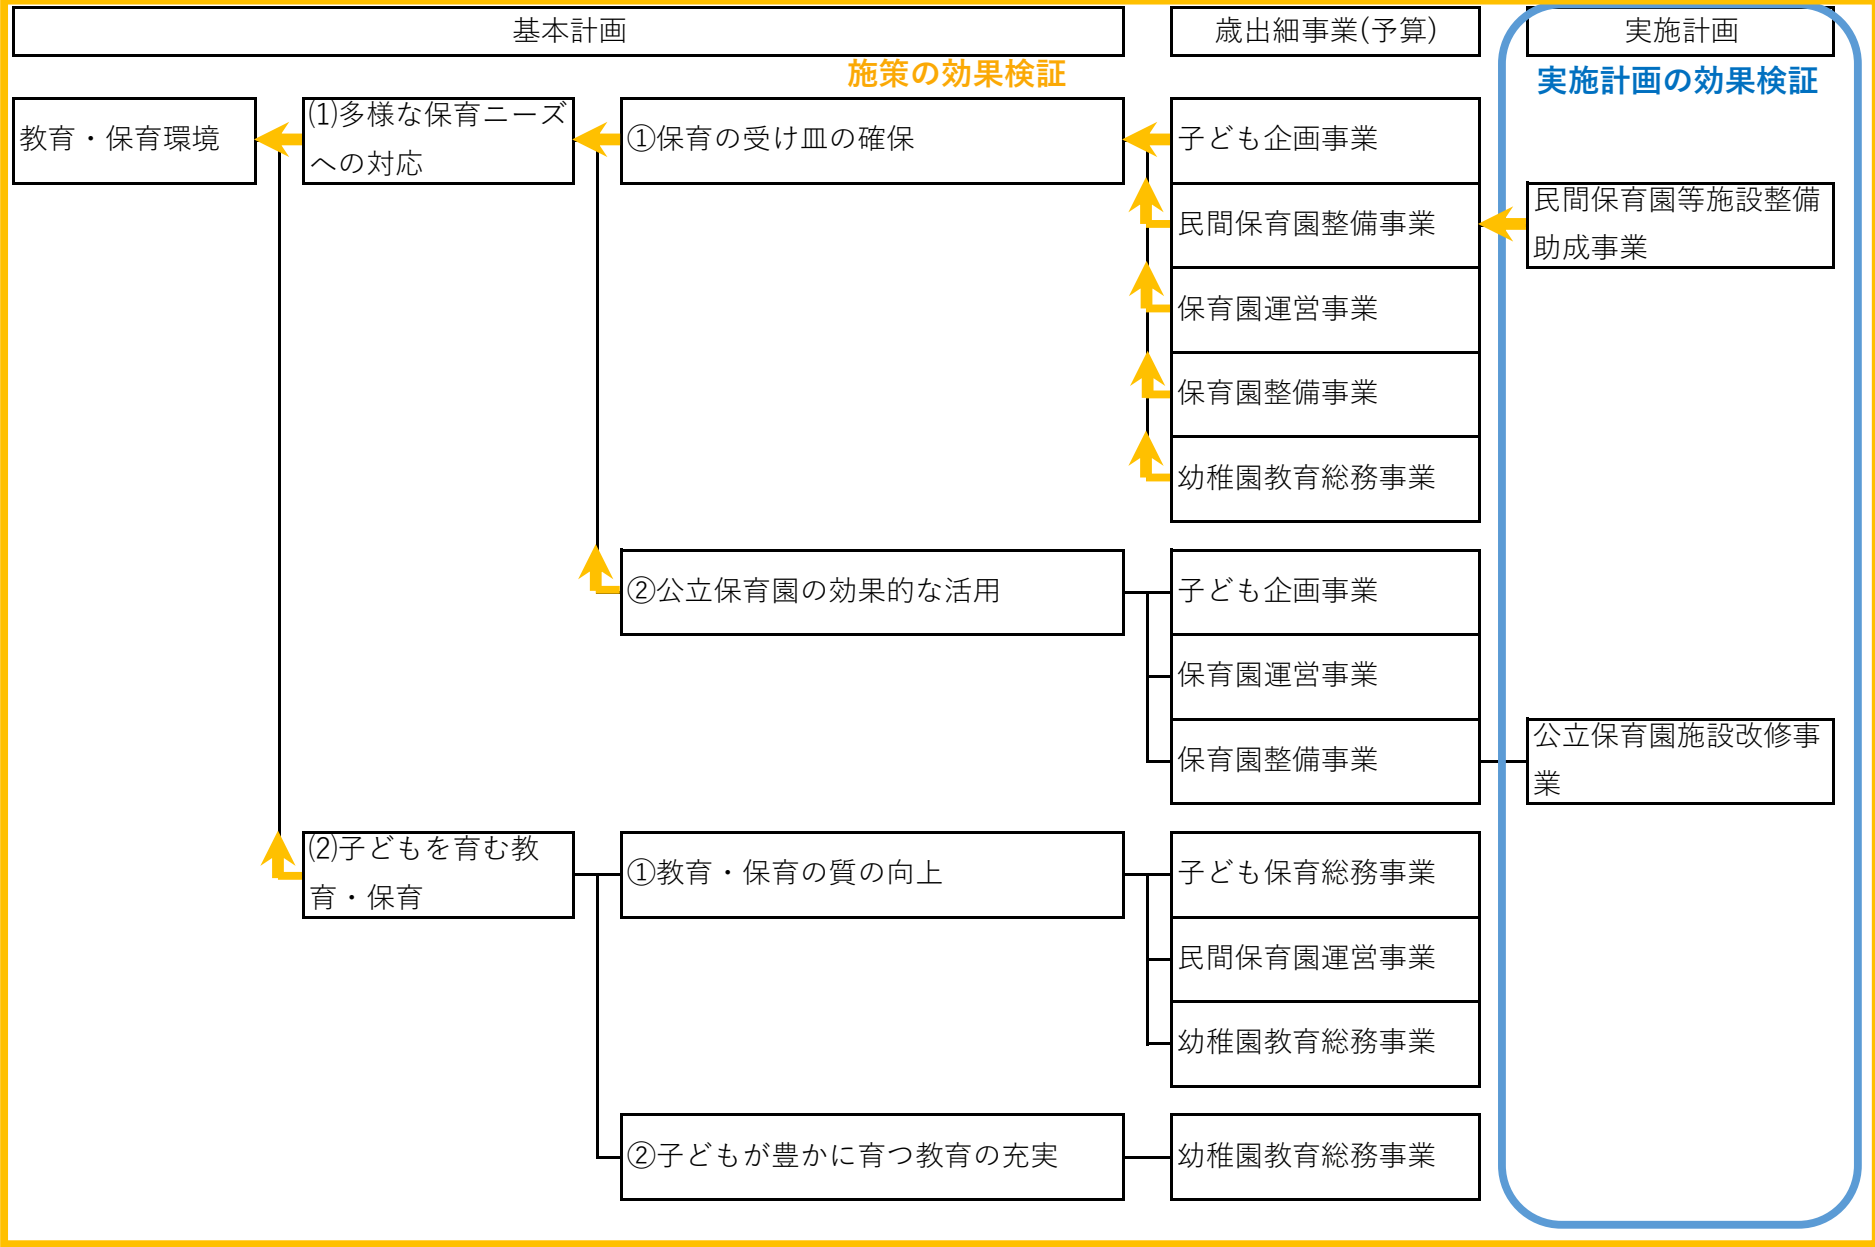 基本計画
歳出細事業(予算)
実施計画
施策の効果検証
実施計画の効果検証
教育・保育環境
⑴多様な保育ニーズ
への対応
①保育の受け皿の確保
子ども企画事業
民間保育園整備事業
民間保育園等施設整備
助成事業
保育園運営事業
保育園整備事業
幼稚園教育総務事業
②公立保育園の効果的な活用
子ども企画事業
保育園運営事業
保育園整備事業
公立保育園施設改修事
業
⑵子どもを育む教
育・保育
①教育・保育の質の向上
子ども保育総務事業
民間保育園運営事業
幼稚園教育総務事業
②子どもが豊かに育つ教育の充実
幼稚園教育総務事業